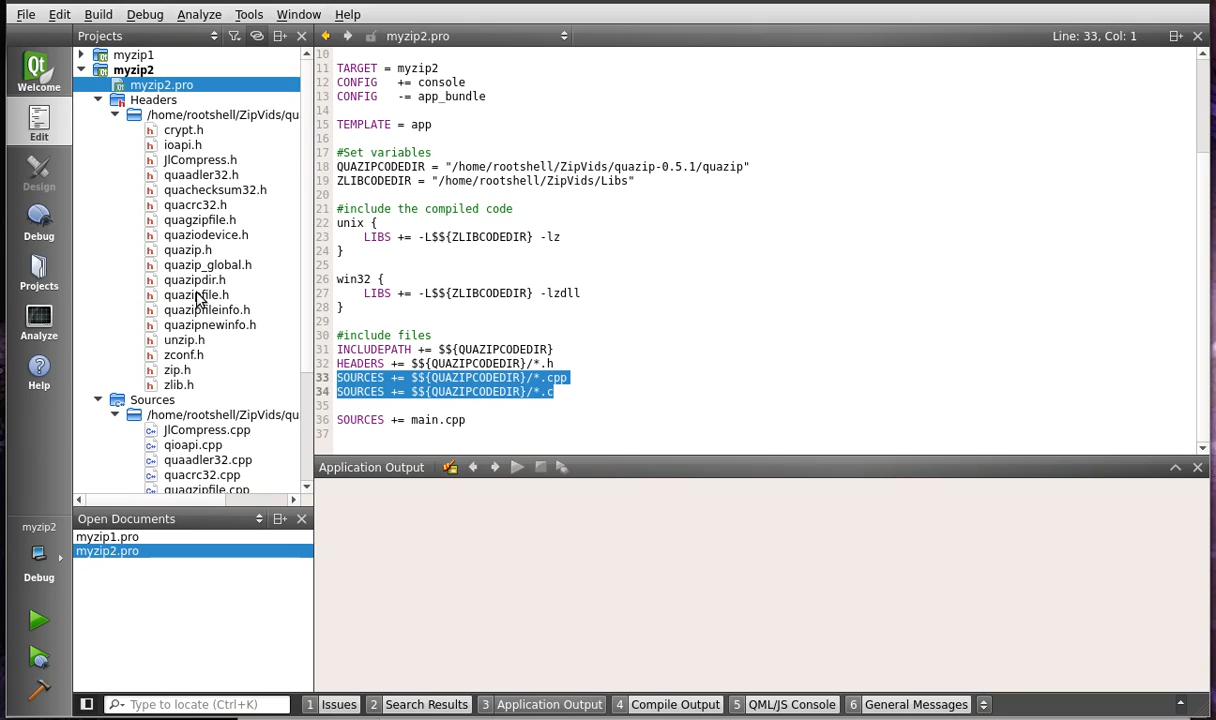 File Edit Build Debug Analyze Tools Window Help
Projects
myzip2.pro
Line: 33, Col: 1
Qt
Welcome
Edit
Design
Debug
Projects
Analyze
Help
myzip2
Debug
myzip1
myzip2
myzip2.pro
Headers
/home/rootshell/ZipVids/qu
crypt.h
ioapi.h
JlCompress.h
quaadler32.h
quachecksum32.h
quacrc32.h
quagzipfile.h
quaziodevice.h
quazip.h
quazip_global.h
quazipdir.h
quazipfile.h
quazipfileinfo.h
quazipnewinfo.h
unzip.h
zconf.h
zip.h
zlib.h
Sources
/home/rootshell/ZipVids/qu
JlCompress.cpp
qioapi.cpp
quaadler32.cpp
quacrc32.cpp
quagzipfile.cpp
Open Documents
myzip1.pro
myzip2.pro
10
11 TARGET = myzip2
12 CONFIG   += console
13 CONFIG   -= app_bundle
14
15 TEMPLATE = app
16
17 #Set variables
18 QUAZIPCODEDIR = "/home/rootshell/ZipVids/quazip-0.5.1/quazip"
19 ZLIBCODEDIR = "/home/rootshell/ZipVids/Libs"
20
21 #include the compiled code
22 unix {
23     LIBS += -L$${ZLIBCODEDIR} -lz
24 }
25
26 win32 {
27     LIBS += -L$${ZLIBCODEDIR} -lzdll
28 }
29
30 #include files
31 INCLUDEPATH += $${QUAZIPCODEDIR}
32 HEADERS += $${QUAZIPCODEDIR}/*.h
33 SOURCES += $${QUAZIPCODEDIR}/*.cpp
34 SOURCES += $${QUAZIPCODEDIR}/*.c
35
36 SOURCES += main.cpp
37
Application Output
Type to locate (Ctrl+K)
1 Issues
2 Search Results
3 Application Output
4 Compile Output
5 QML/JS Console
6 General Messages